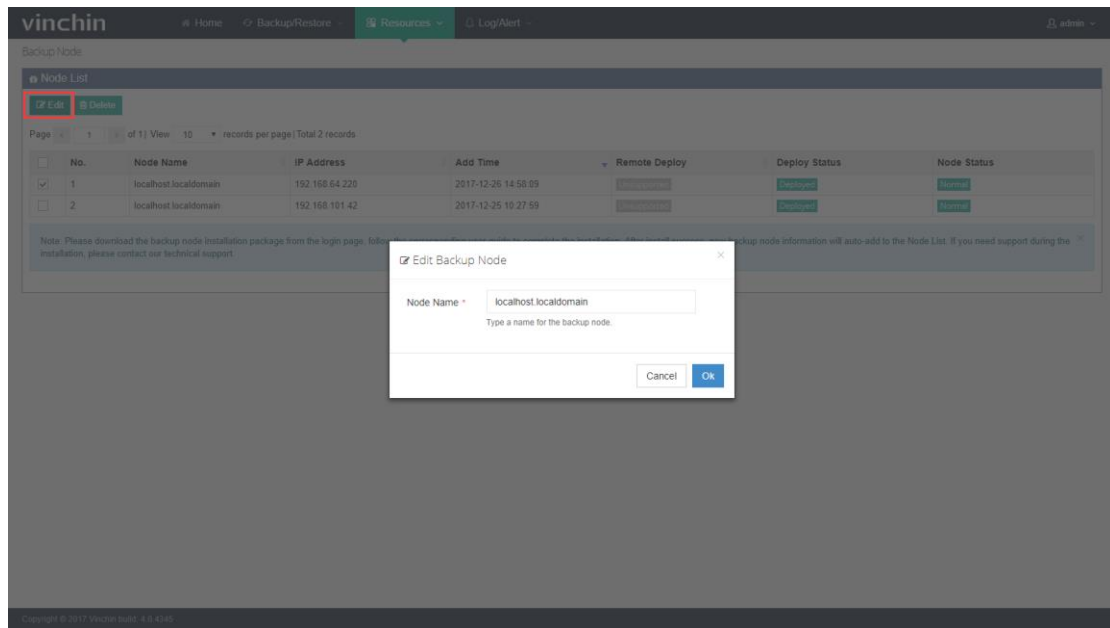 vinchin Home Backup/Restore Resources Log/Alert admin
Backup Node
Node List
Edit Delete
Page 1 of 1 | View 10 records per page | Total 2 records
No. Node Name IP Address Add Time Remote Deploy Deploy Status Node Status
1 localhost.localdomain 192.168.64.220 2017-12-26 14:58:09 Unsupported Deployed Normal
2 localhost.localdomain 192.168.101.42 2017-12-25 10:27:59 Unsupported Deployed Normal
Note: Please download the backup node installation package from the login page, follow backup node information will auto-add to the Node List. If you need support during the
installation, please contact our technical support.
Edit Backup Node
Node Name * localhost.localdomain
Type a name for the backup node.
Cancel Ok
Copyright © 2017 Vinchin build: 4.0.4345